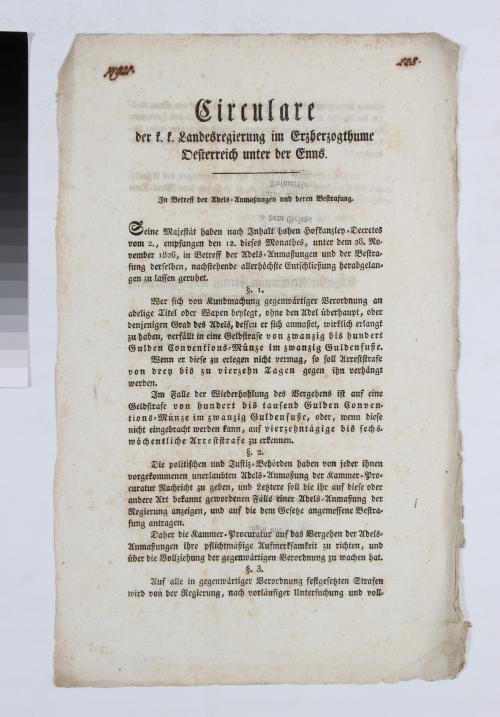 228.
Circulare
der k. k. Landesregierung im Erzherzogthume
Oesterreich unter der Enns.
In Betreff der Adels-Anmaßungen und deren Bestrafung.
Seine Majestät haben nach Inhalt hohen Hofkanzley-Decretes
vom 2., empfangen den 12. dieses Monathes, unter dem 28. No-
vember 1826, in Betreff der Adels-Anmaßungen und der Bestra-
fung derselben, nachstehende allerhöchste Entschließung herabgelan-
gen zu lassen geruhet.
§. 1.
Wer sich von Kundmachung gegenwärtiger Verordnung an
adelige Titel oder Wapen beylegt, ohne den Adel überhaupt, oder
denjenigen Grad des Adels, dessen er sich anmaßet, wirklich erlangt
zu haben, verfällt in eine Geldstrafe von zwanzig bis hundert
Gulden Conventions-Münze im zwanzig Guldenfuße.
Wenn er diese zu erlegen nicht vermag, so soll Arreststrafe
von drey bis zu vierzehn Tagen gegen ihn verhängt
werden.
Im Falle der Wiederhohlung des Vergehens ist auf eine
Geldstrafe von hundert bis tausend Gulden Conven-
tions-Münze im zwanzig Guldenfuße, oder, wenn diese
nicht eingebracht werden kann, auf vierzehntägige bis sechs-
wöchentliche Arreststrafe zu erkennen.
§. 2.
Die politischen und Justiz-Behörden haben von jeder ihnen
vorgekommenen unerlaubten Adels-Anmaßung der Kammer-Pro-
curatur Nachricht zu geben, und Letztere soll die ihr auf diese oder
andere Art bekannt gewordenen Fälle einer Adels-Anmaßung der
Regierung anzeigen, und auf die dem Gesetze angemessene Bestra-
fung antragen.
Daher die Kammer-Procuratur auf das Vergehen der Adels-
Anmaßungen ihre pflichtmäßige Aufmerksamkeit zu richten, und
über die Vollziehung der gegenwärtigen Verordnung zu wachen hat.
§. 3.
Auf alle in gegenwärtiger Verordnung festgesetzten Strafen
wird von der Regierung, nach vorläufiger Untersuchung und voll-